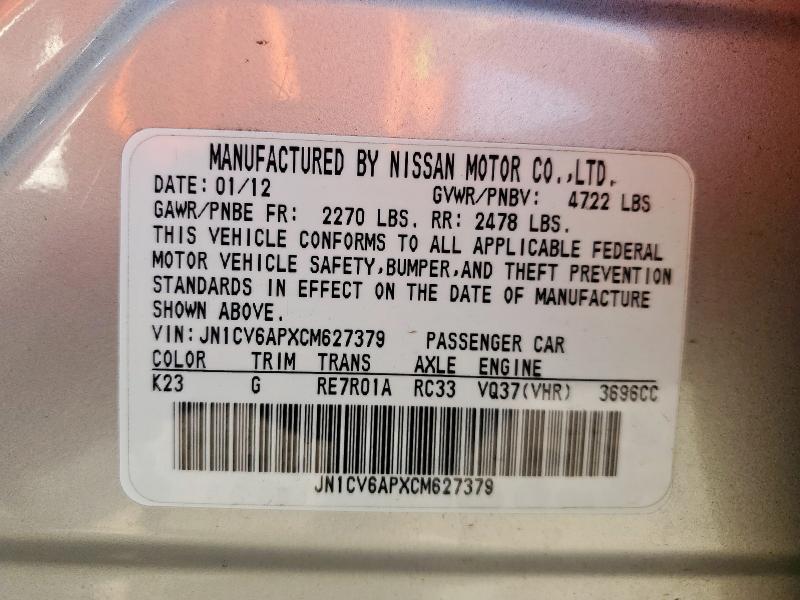 MANUFACTURED BY NISSAN MOTOR CO.,LTD.
DATE: 01/12 GVWR/PNBV: 4722 LBS
GAWR/PNBE FR: 2270 LBS. RR: 2478 LBS.
THIS VEHICLE CONFORMS TO ALL APPLICABLE FEDERAL
MOTOR VEHICLE SAFETY,BUMPER,AND THEFT PREVENTION
STANDARDS IN EFFECT ON THE DATE OF MANUFACTURE
SHOWN ABOVE.
VIN: JN1CV6APXCM627379 PASSENGER CAR
COLOR TRIM TRANS AXLE ENGINE
K23 G RE7R01A RC33 VQ37(VHR) 3696CC
JN1CV6APXCM627379